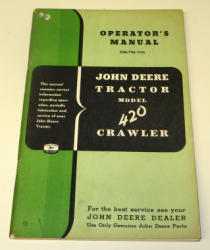 OPERATOR'S
MANUAL
JOHN DEERE
TRACTOR
MODEL
420
CRAWLER
This manual
contains correct
information
regarding oper-
ation, periodic
lubrication and
service of your
John Deere
Tractor.
For the best service see your
JOHN DEERE DEALER
Use Only Genuine John Deere Parts